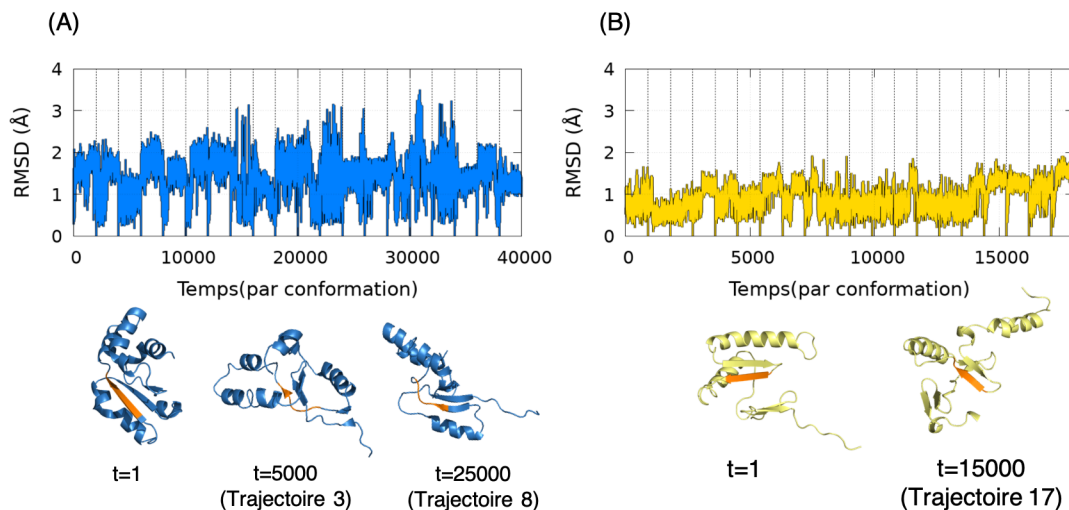 (A)
(B)
RMSD (Å)
4
3
2
1
0
0 10000 20000 30000 40000
Temps(par conformation)
RMSD (Å)
4
3
2
1
0
0 5000 10000 15000
Temps(par conformation)
t=1
t=5000
(Trajectoire 3)
t=25000
(Trajectoire 8)
t=1
t=15000
(Trajectoire 17)